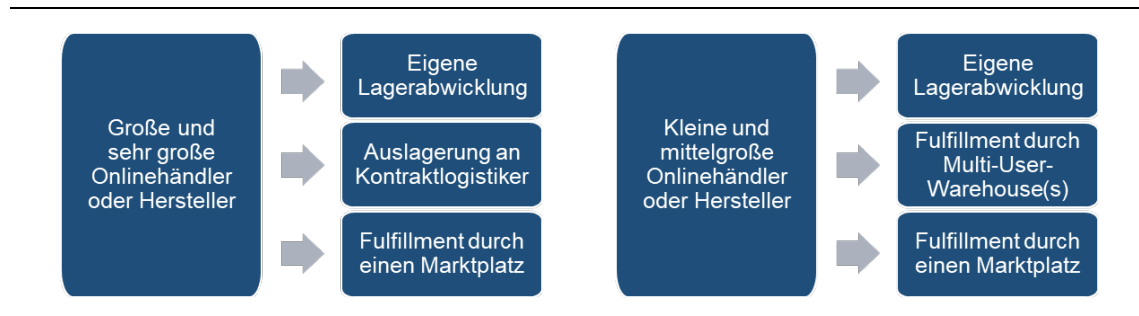 Große und
sehr große
Onlinehändler
oder Hersteller
Eigene
Lagerabwicklung
Auslagerung an
Kontraktlogistiker
Fulfillment durch
einen Marktplatz
Kleine und
mittelgroße
Onlinehändler
oder Hersteller
Eigene
Lagerabwicklung
Fulfillment durch
Multi-User-
Warehouse(s)
Fulfillment durch
einen Marktplatz